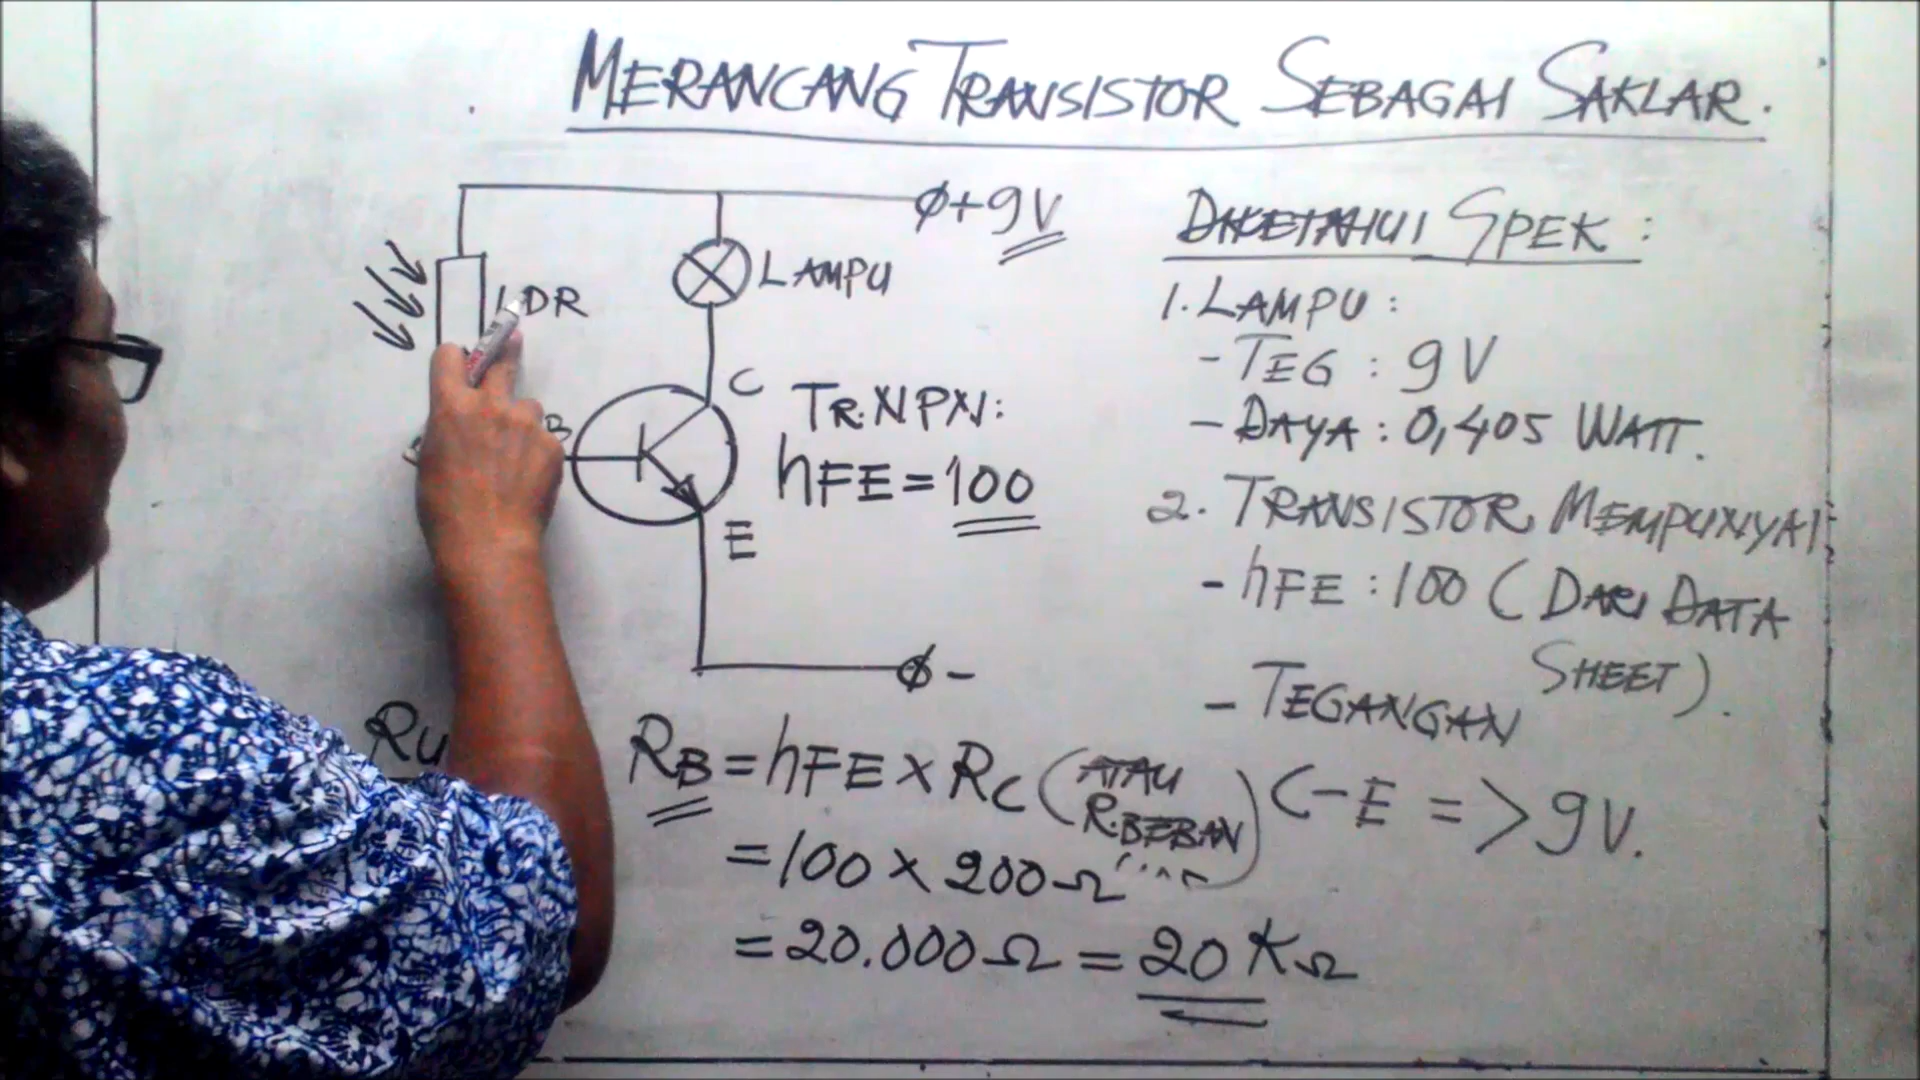 MERANCANG TRANSISTOR SEBAGAI SAKLAR.
+9V
LDR
LAMPU
C
B
TR. NPN:
hFE = 100
E
-
RB = hFE x RC (ATAU R.BEBAN)
= 100 x 200Ω
= 20.000Ω = 20 KΩ
DIKETAHUI SPEK :
1. LAMPU :
- TEG : 9V
- DAYA : 0,405 WATT.
2. TRANSISTOR MEMPUNYAI :
- hFE : 100 (DARI DATA
SHEET).
- TEGANGAN
C-E => 9V.